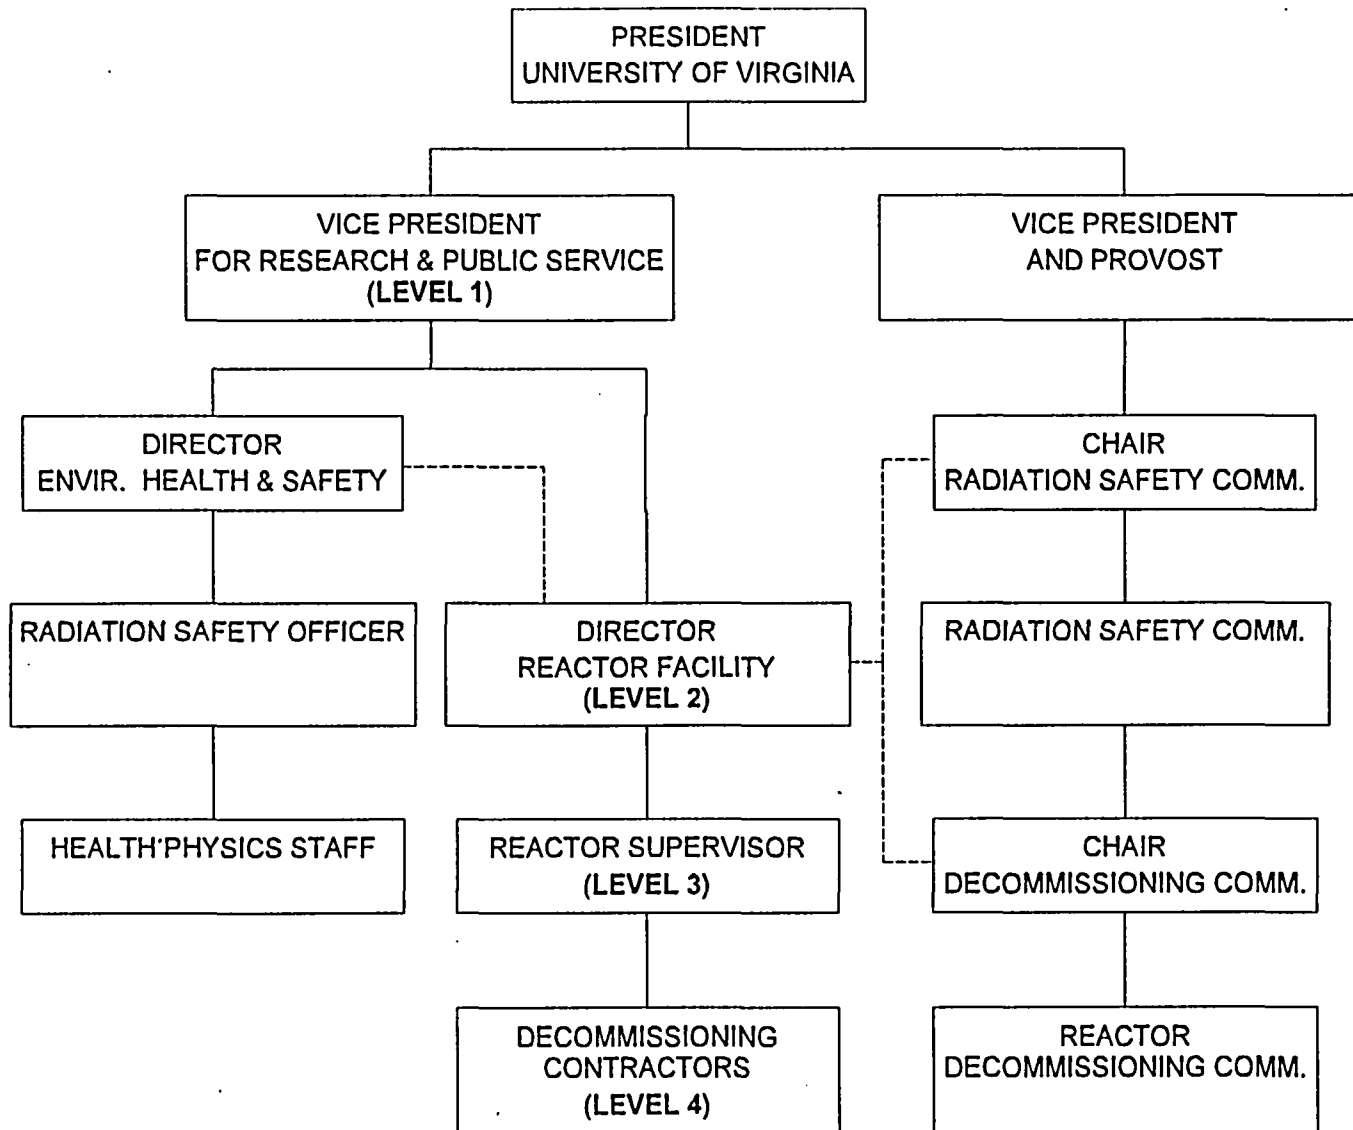 PRESIDENT
UNIVERSITY OF VIRGINIA
VICE PRESIDENT
FOR RESEARCH & PUBLIC SERVICE
(LEVEL 1)
VICE PRESIDENT
AND PROVOST
DIRECTOR
ENVIR. HEALTH & SAFETY
CHAIR
RADIATION SAFETY COMM.
RADIATION SAFETY OFFICER
DIRECTOR
REACTOR FACILITY
(LEVEL 2)
RADIATION SAFETY COMM.
HEALTH PHYSICS STAFF
REACTOR SUPERVISOR
(LEVEL 3)
CHAIR
DECOMMISSIONING COMM.
DECOMMISSIONING
CONTRACTORS
(LEVEL 4)
REACTOR
DECOMMISSIONING COMM.